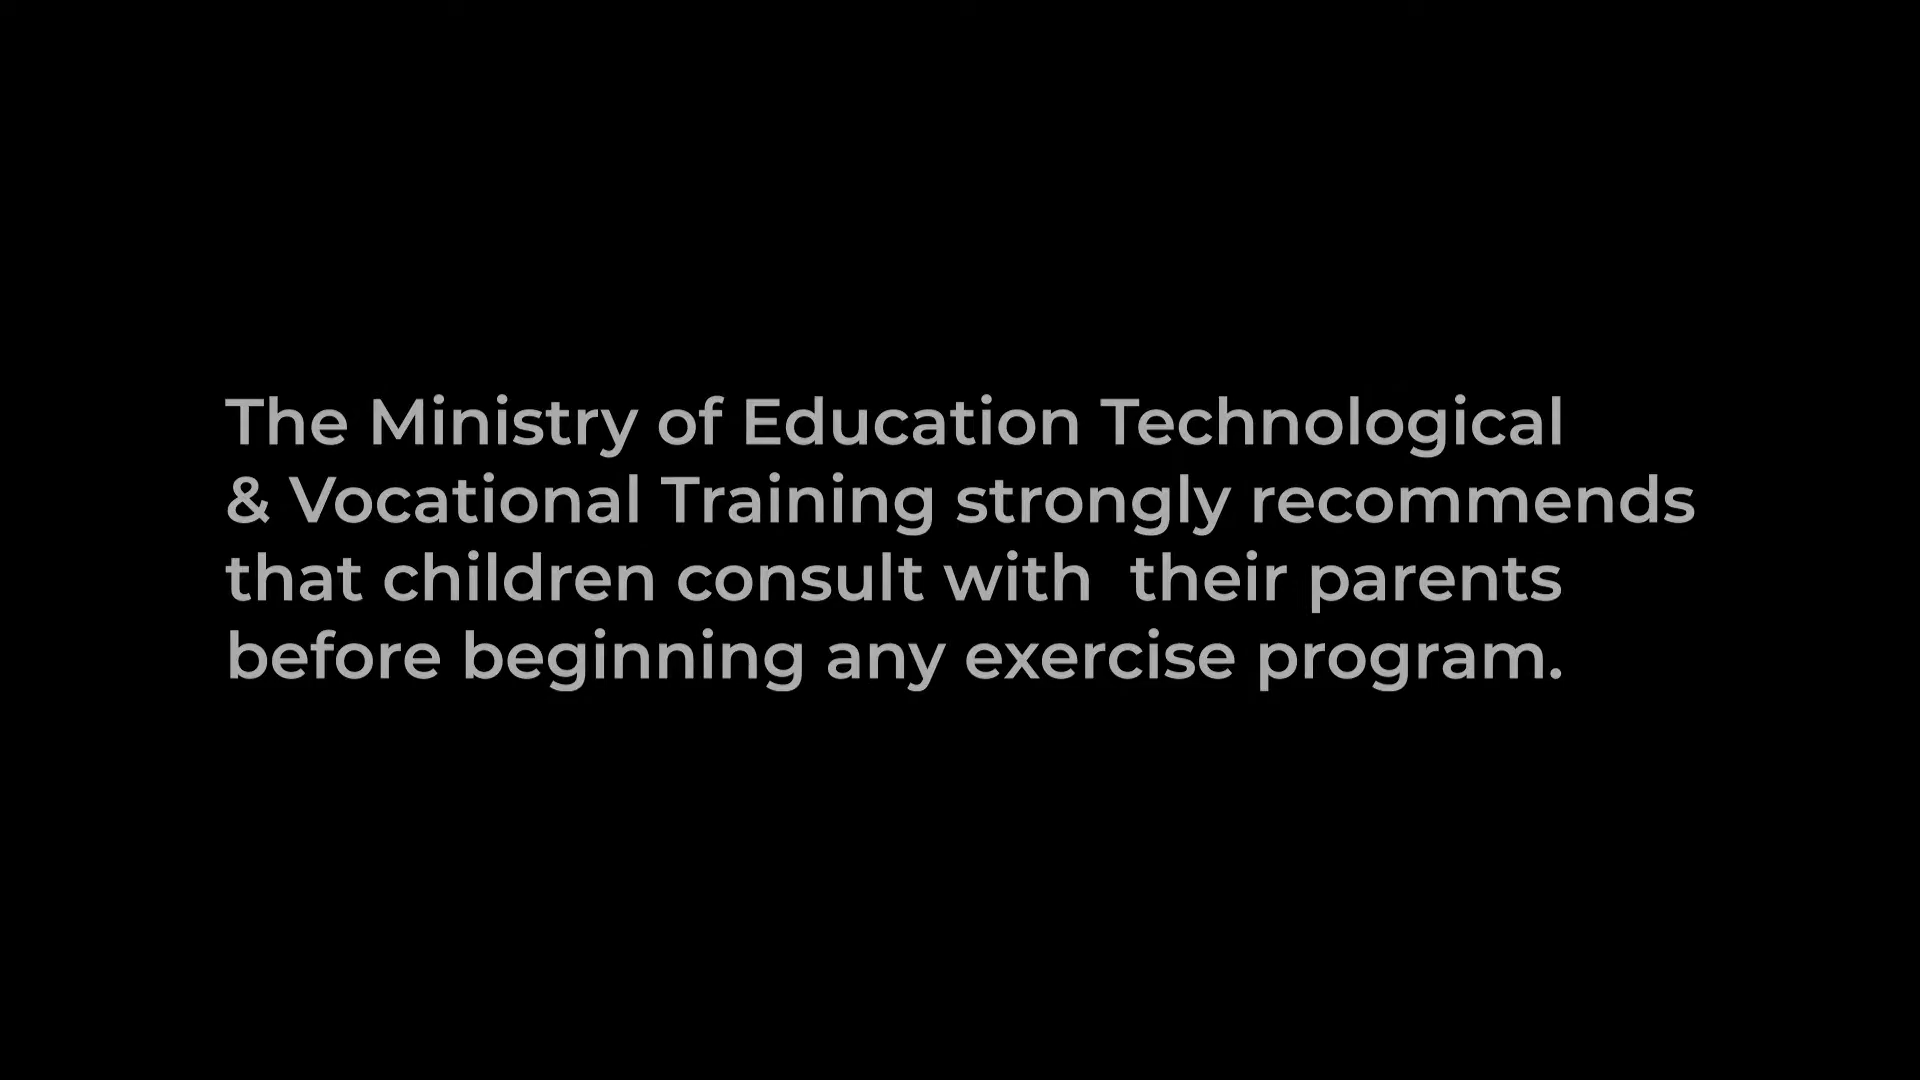 The Ministry of Education Technological
& Vocational Training strongly recommends
that children consult with  their parents
before beginning any exercise program.